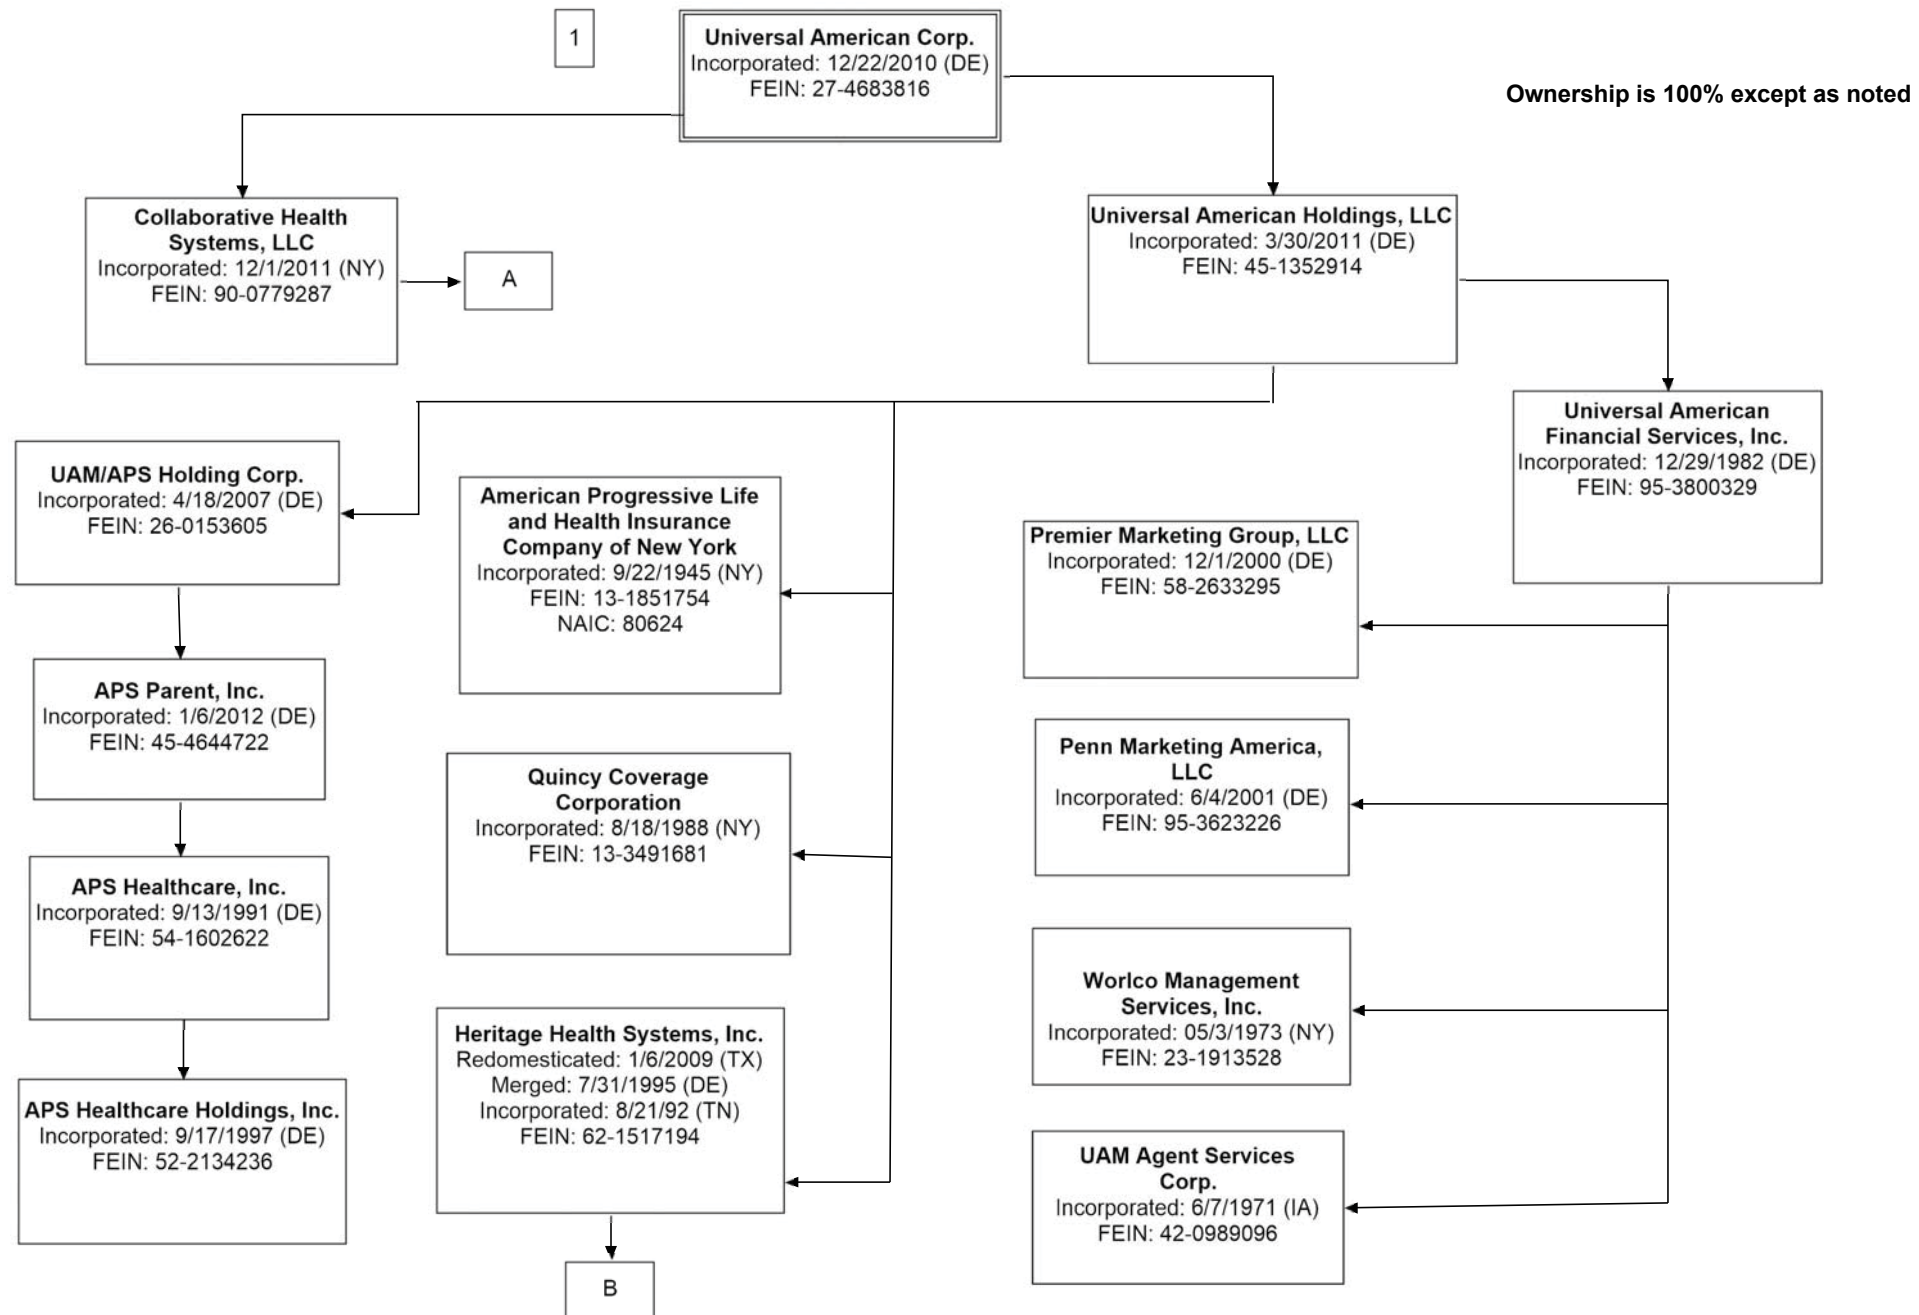 1
Universal American Corp.
Incorporated: 12/22/2010 (DE)
FEIN: 27-4683816
Ownership is 100% except as noted
Collaborative Health
Systems, LLC
Incorporated: 12/1/2011 (NY)
FEIN: 90-0779287
A
Universal American Holdings, LLC
Incorporated: 3/30/2011 (DE)
FEIN: 45-1352914
Universal American
Financial Services, Inc.
Incorporated: 12/29/1982 (DE)
FEIN: 95-3800329
UAM/APS Holding Corp.
Incorporated: 4/18/2007 (DE)
FEIN: 26-0153605
APS Parent, Inc.
Incorporated: 1/6/2012 (DE)
FEIN: 45-4644722
APS Healthcare, Inc.
Incorporated: 9/13/1991 (DE)
FEIN: 54-1602622
APS Healthcare Holdings, Inc.
Incorporated: 9/17/1997 (DE)
FEIN: 52-2134236
American Progressive Life
and Health Insurance
Company of New York
Incorporated: 9/22/1945 (NY)
FEIN: 13-1851754
NAIC: 80624
Quincy Coverage
Corporation
Incorporated: 8/18/1988 (NY)
FEIN: 13-3491681
Heritage Health Systems, Inc.
Redomesticated: 1/6/2009 (TX)
Merged: 7/31/1995 (DE)
Incorporated: 8/21/92 (TN)
FEIN: 62-1517194
B
Premier Marketing Group, LLC
Incorporated: 12/1/2000 (DE)
FEIN: 58-2633295
Penn Marketing America,
LLC
Incorporated: 6/4/2001 (DE)
FEIN: 95-3623226
Worlco Management
Services, Inc.
Incorporated: 05/3/1973 (NY)
FEIN: 23-1913528
UAM Agent Services
Corp.
Incorporated: 6/7/1971 (IA)
FEIN: 42-0989096